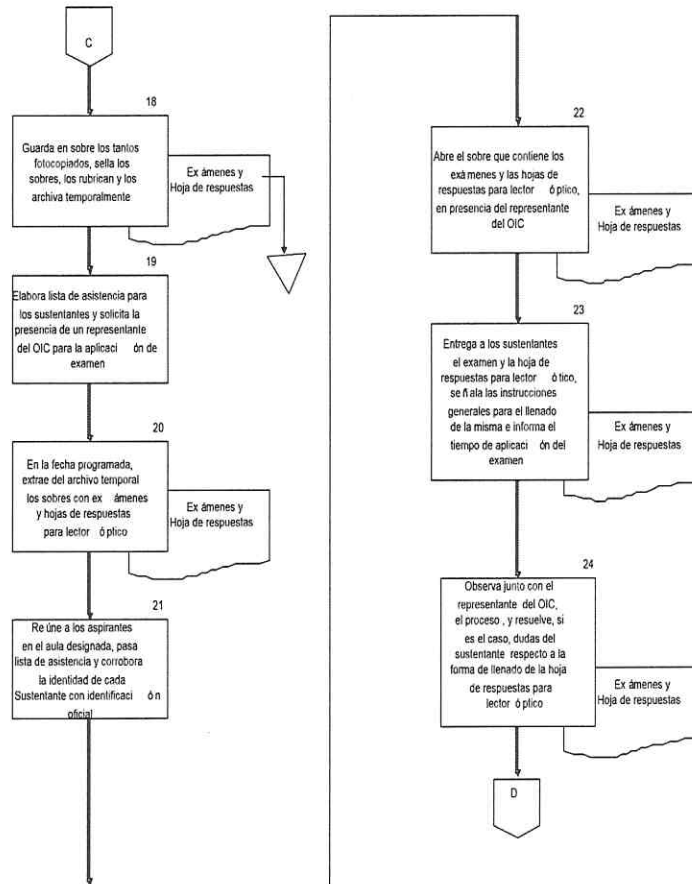 C
18
Guarda en sobre los tantos
fotocopiados, sella los
sobres, los rubrican y los
archiva temporalmente
Ex ámenes y
Hoja de respuestas
19
Elabora lista de asistencia para
los sustentantes y solicita la
presencia de un representante
del OIC para la aplicaci ón de
examen
20
En la fecha programada,
extrae del archivo temporal
los sobres con ex ámenes
y hojas de respuestas
para lector ó ptico
Ex ámenes y
Hoja de respuestas
21
Re úne a los aspirantes
en el aula designada, pasa
lista de asistencia y corrobora
la identidad de cada
Sustentante con identificaci ón
oficial
22
Abre el sobre que contiene los
exámenes y las hojas de
respuestas para lector ó ptico,
en presencia del representante
del OIC
Ex ámenes y
Hoja de respuestas
23
Entrega a los sustentantes
el examen y la hoja de
respuestas para lector ó tico,
se ñ ala las instrucciones
generales para el llenado
de la misma e informa el
tiempo de aplicaci ón del
examen
Ex ámenes y
Hoja de respuestas
24
Observa junto con el
representante del OIC,
el proceso , y resuelve, si
es el caso, dudas del
sustentante respecto a la
forma de llenado de la hoja
de respuestas para
lector ó ptico
Ex ámenes y
Hoja de respuestas
D